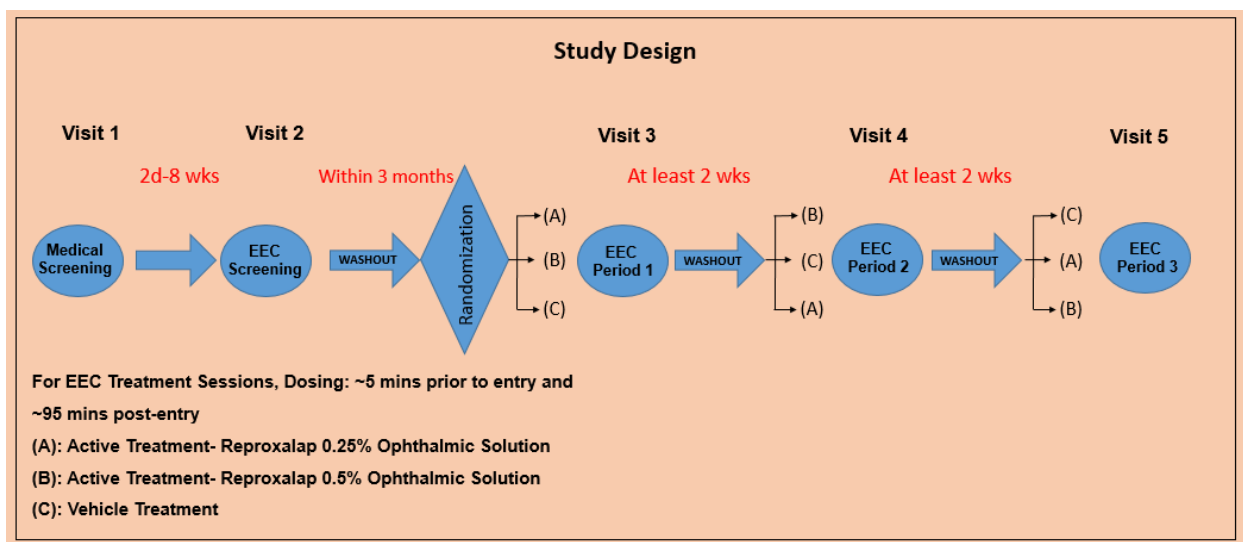 Study Design
Visit 1
Visit 2
Visit 3
Visit 4
Visit 5
2d-8 wks
Within 3 months
At least 2 wks
At least 2 wks
Medical
Screening
EEC
Screening
WASHOUT
Randomization
(A)
(B)
(C)
EEC
Period 1
WASHOUT
(B)
(C)
(A)
EEC
Period 2
WASHOUT
(C)
(A)
(B)
EEC
Period 3
For EEC Treatment Sessions, Dosing: ~5 mins prior to entry and
~95 mins post-entry
(A): Active Treatment- Reproxalap 0.25% Ophthalmic Solution
(B): Active Treatment- Reproxalap 0.5% Ophthalmic Solution
(C): Vehicle Treatment